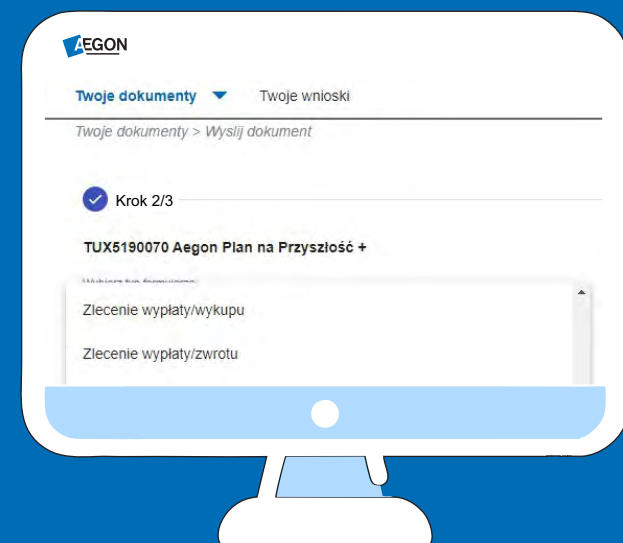 AEGON
Twoje dokumenty Twoje wnioski
Twoje dokumenty > Wyslij dokument
Krok 2/3
TUX5190070 Aegon Plan na Przyszłość +
Zlecenie wypłaty/wykupu
Zlecenie wypłaty/zwrotu